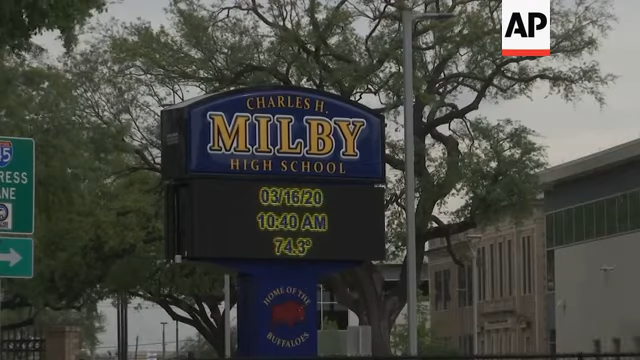 AP
CHARLES H.
MILBY
HIGH SCHOOL
03/16/20
10:40 AM
74.3°
HOME OF THE
BUFFALOES
45
PRESS
ANE